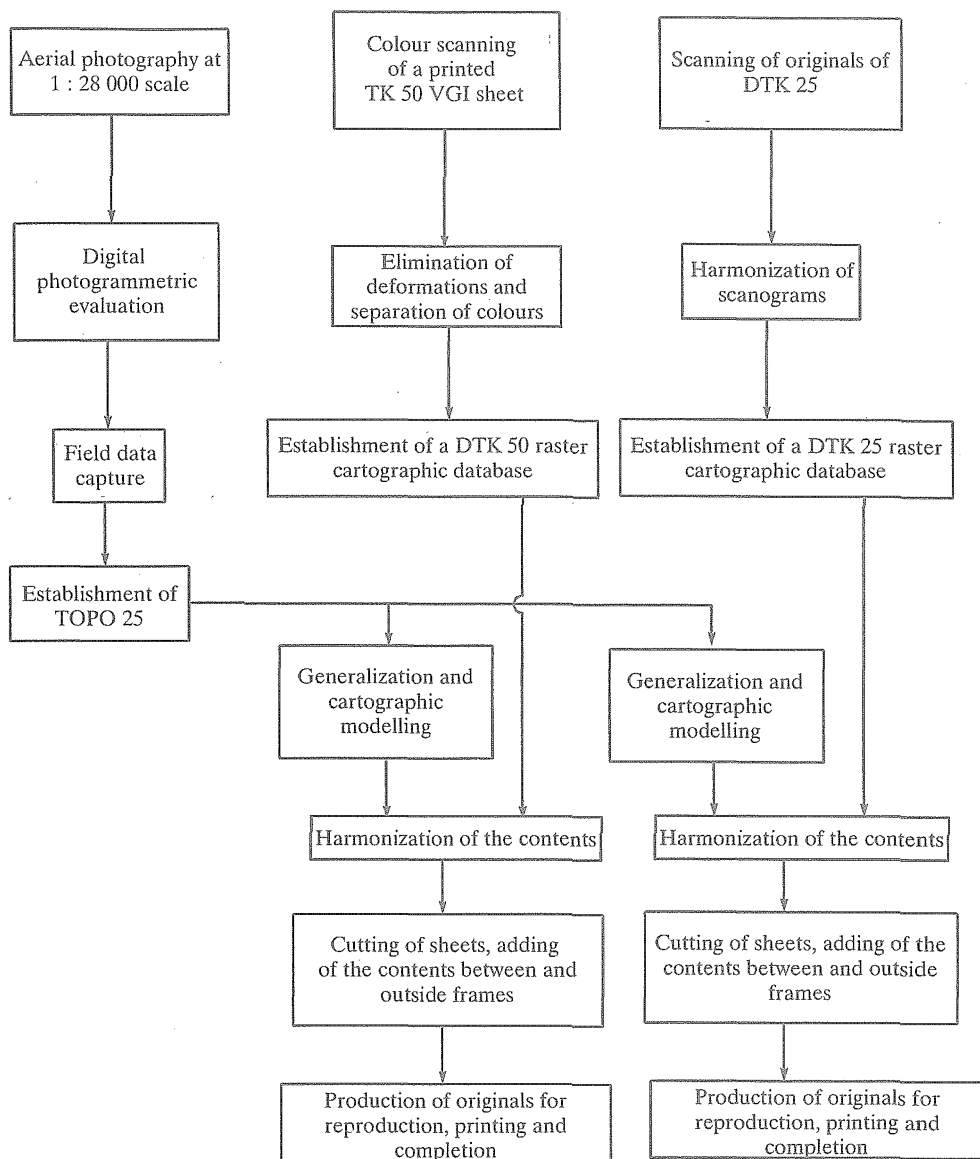 Aerial photography at
1 : 28 000 scale
Colour scanning
of a printed
TK 50 VGI sheet
Scanning of originals of
DTK 25
Digital
photogrammetric
evaluation
Elimination of
deformations and
separation of colours
Harmonization of
scanograms
Field data
capture
Establishment of a DTK 50 raster
cartographic database
Establishment of a DTK 25 raster
cartographic database
Establishment of
TOPO 25
Generalization and
cartographic
modelling
Generalization and
cartographic
modelling
Harmonization of the contents
Harmonization of the contents
Cutting of sheets, adding
of the contents between and
outside frames
Cutting of sheets, adding of the
contents between and outside
frames
Production of originals for
reproduction, printing and
completion
Production of originals for
reproduction, printing and
completion